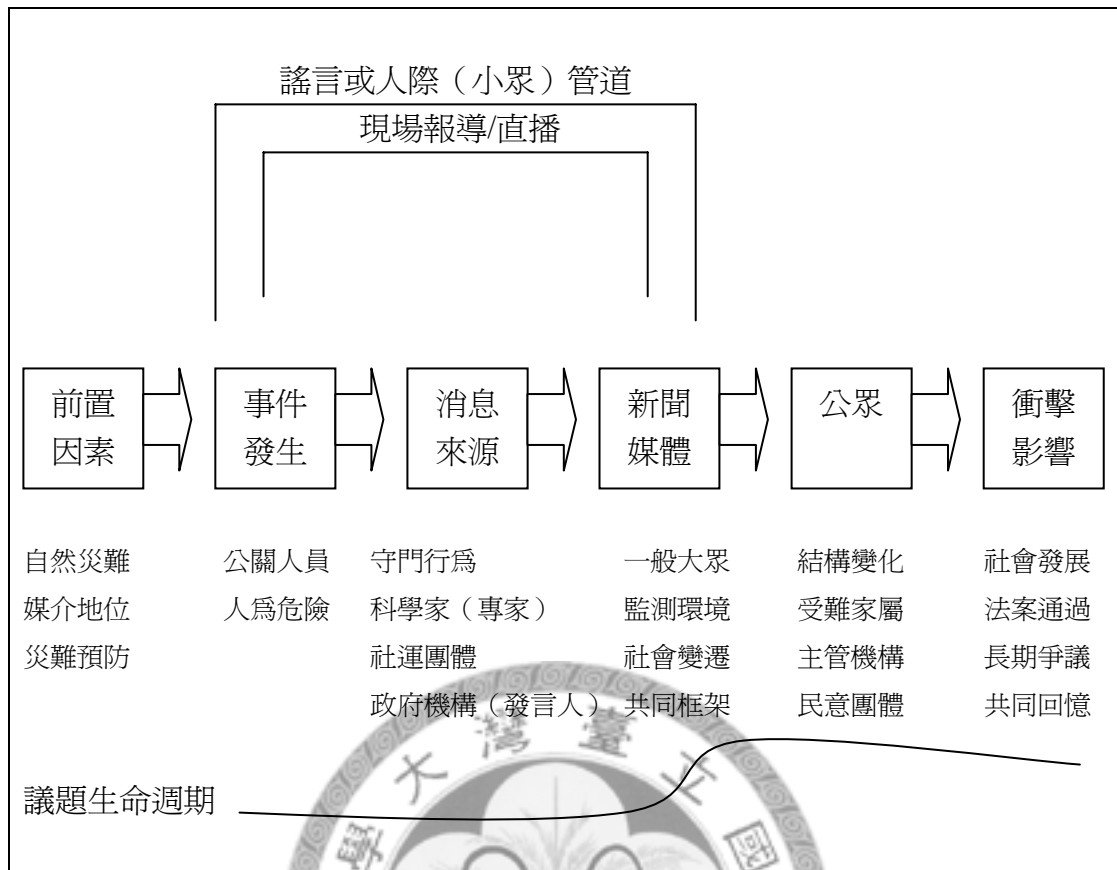 謠言或人際（小眾）管道
現場報導/直播
前置 事件 消息 新聞 公眾 衝擊
因素 發生 來源 媒體 影響
自然災難 公關人員 守門行為 一般大眾 結構變化 社會發展
媒介地位 人為危險 科學家（專家） 監測環境 受難家屬 法案通過
災難預防 社運團體 社會變遷 主管機構 長期爭議
政府機構（發言人） 共同框架 民意團體 共同回憶
議題生命週期
學大灣臺立國